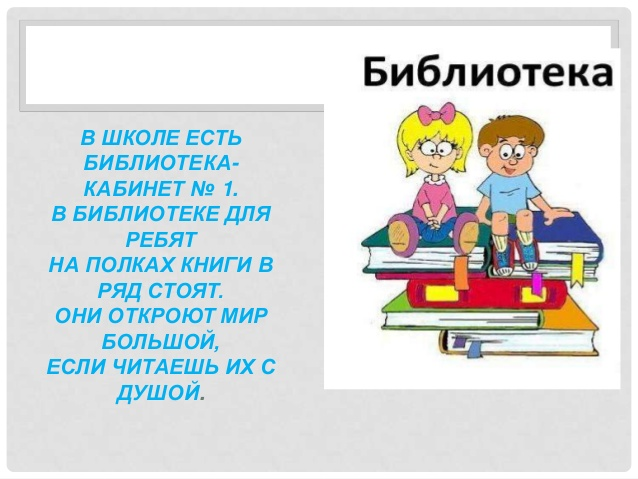 Библиотека
В ШКОЛЕ ЕСТЬ
БИБЛИОТЕКА-
КАБИНЕТ № 1.
В БИБЛИОТЕКЕ ДЛЯ
РЕБЯТ
НА ПОЛКАХ КНИГИ В
РЯД СТОЯТ.
ОНИ ОТКРОЮТ МИР
БОЛЬШОЙ,
ЕСЛИ ЧИТАЕШЬ ИХ С
ДУШОЙ.